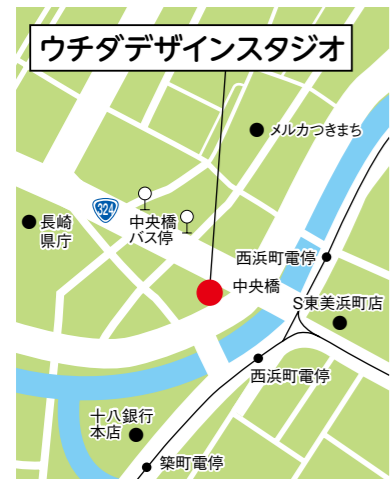 ウチダデザインスタジオ
メルカつきまち
324
中央橋
バス停
長崎
県庁
西浜町電停
中央橋
S東美浜町店
西浜町電停
十八銀行
本店
築町電停